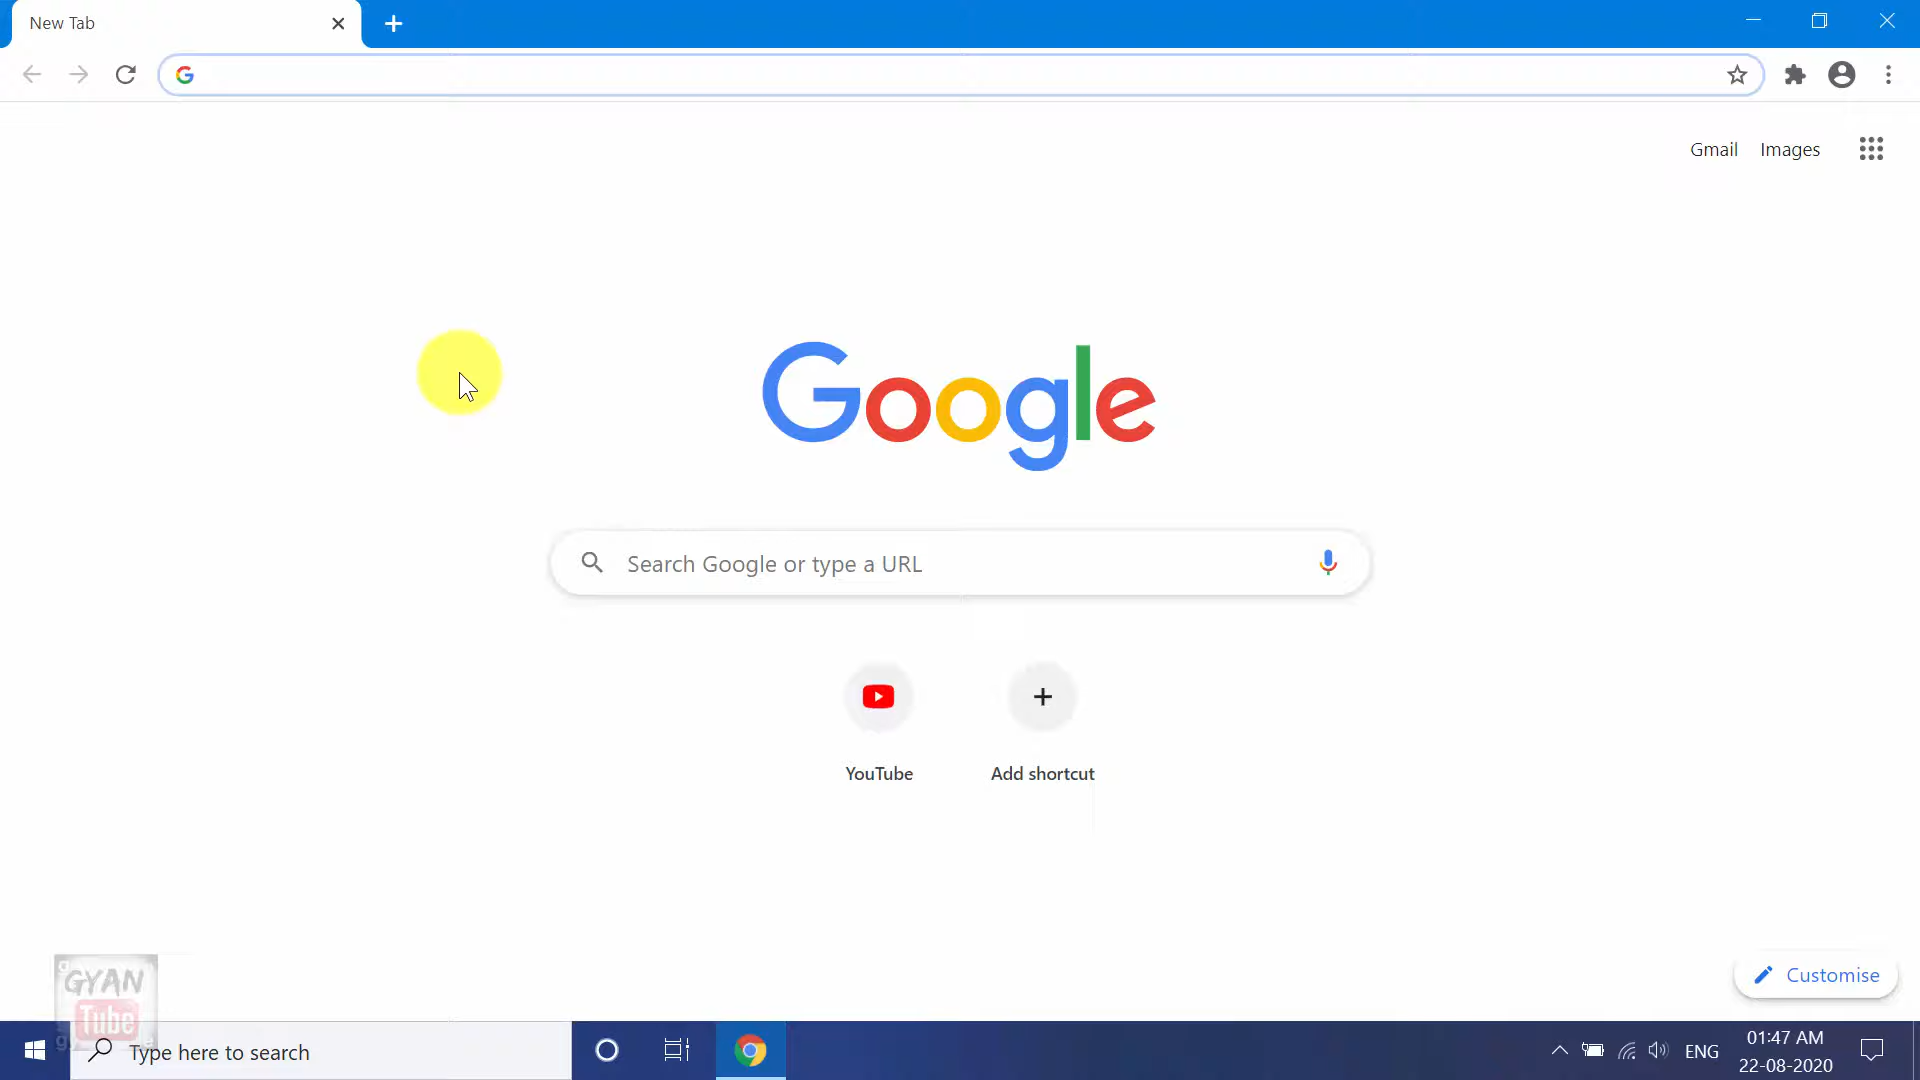 New Tab
Gmail Images
Google
Search Google or type a URL
YouTube
Add shortcut
Customise
GYAN
Tube
Type here to search
ENG
01:47 AM
22-08-2020